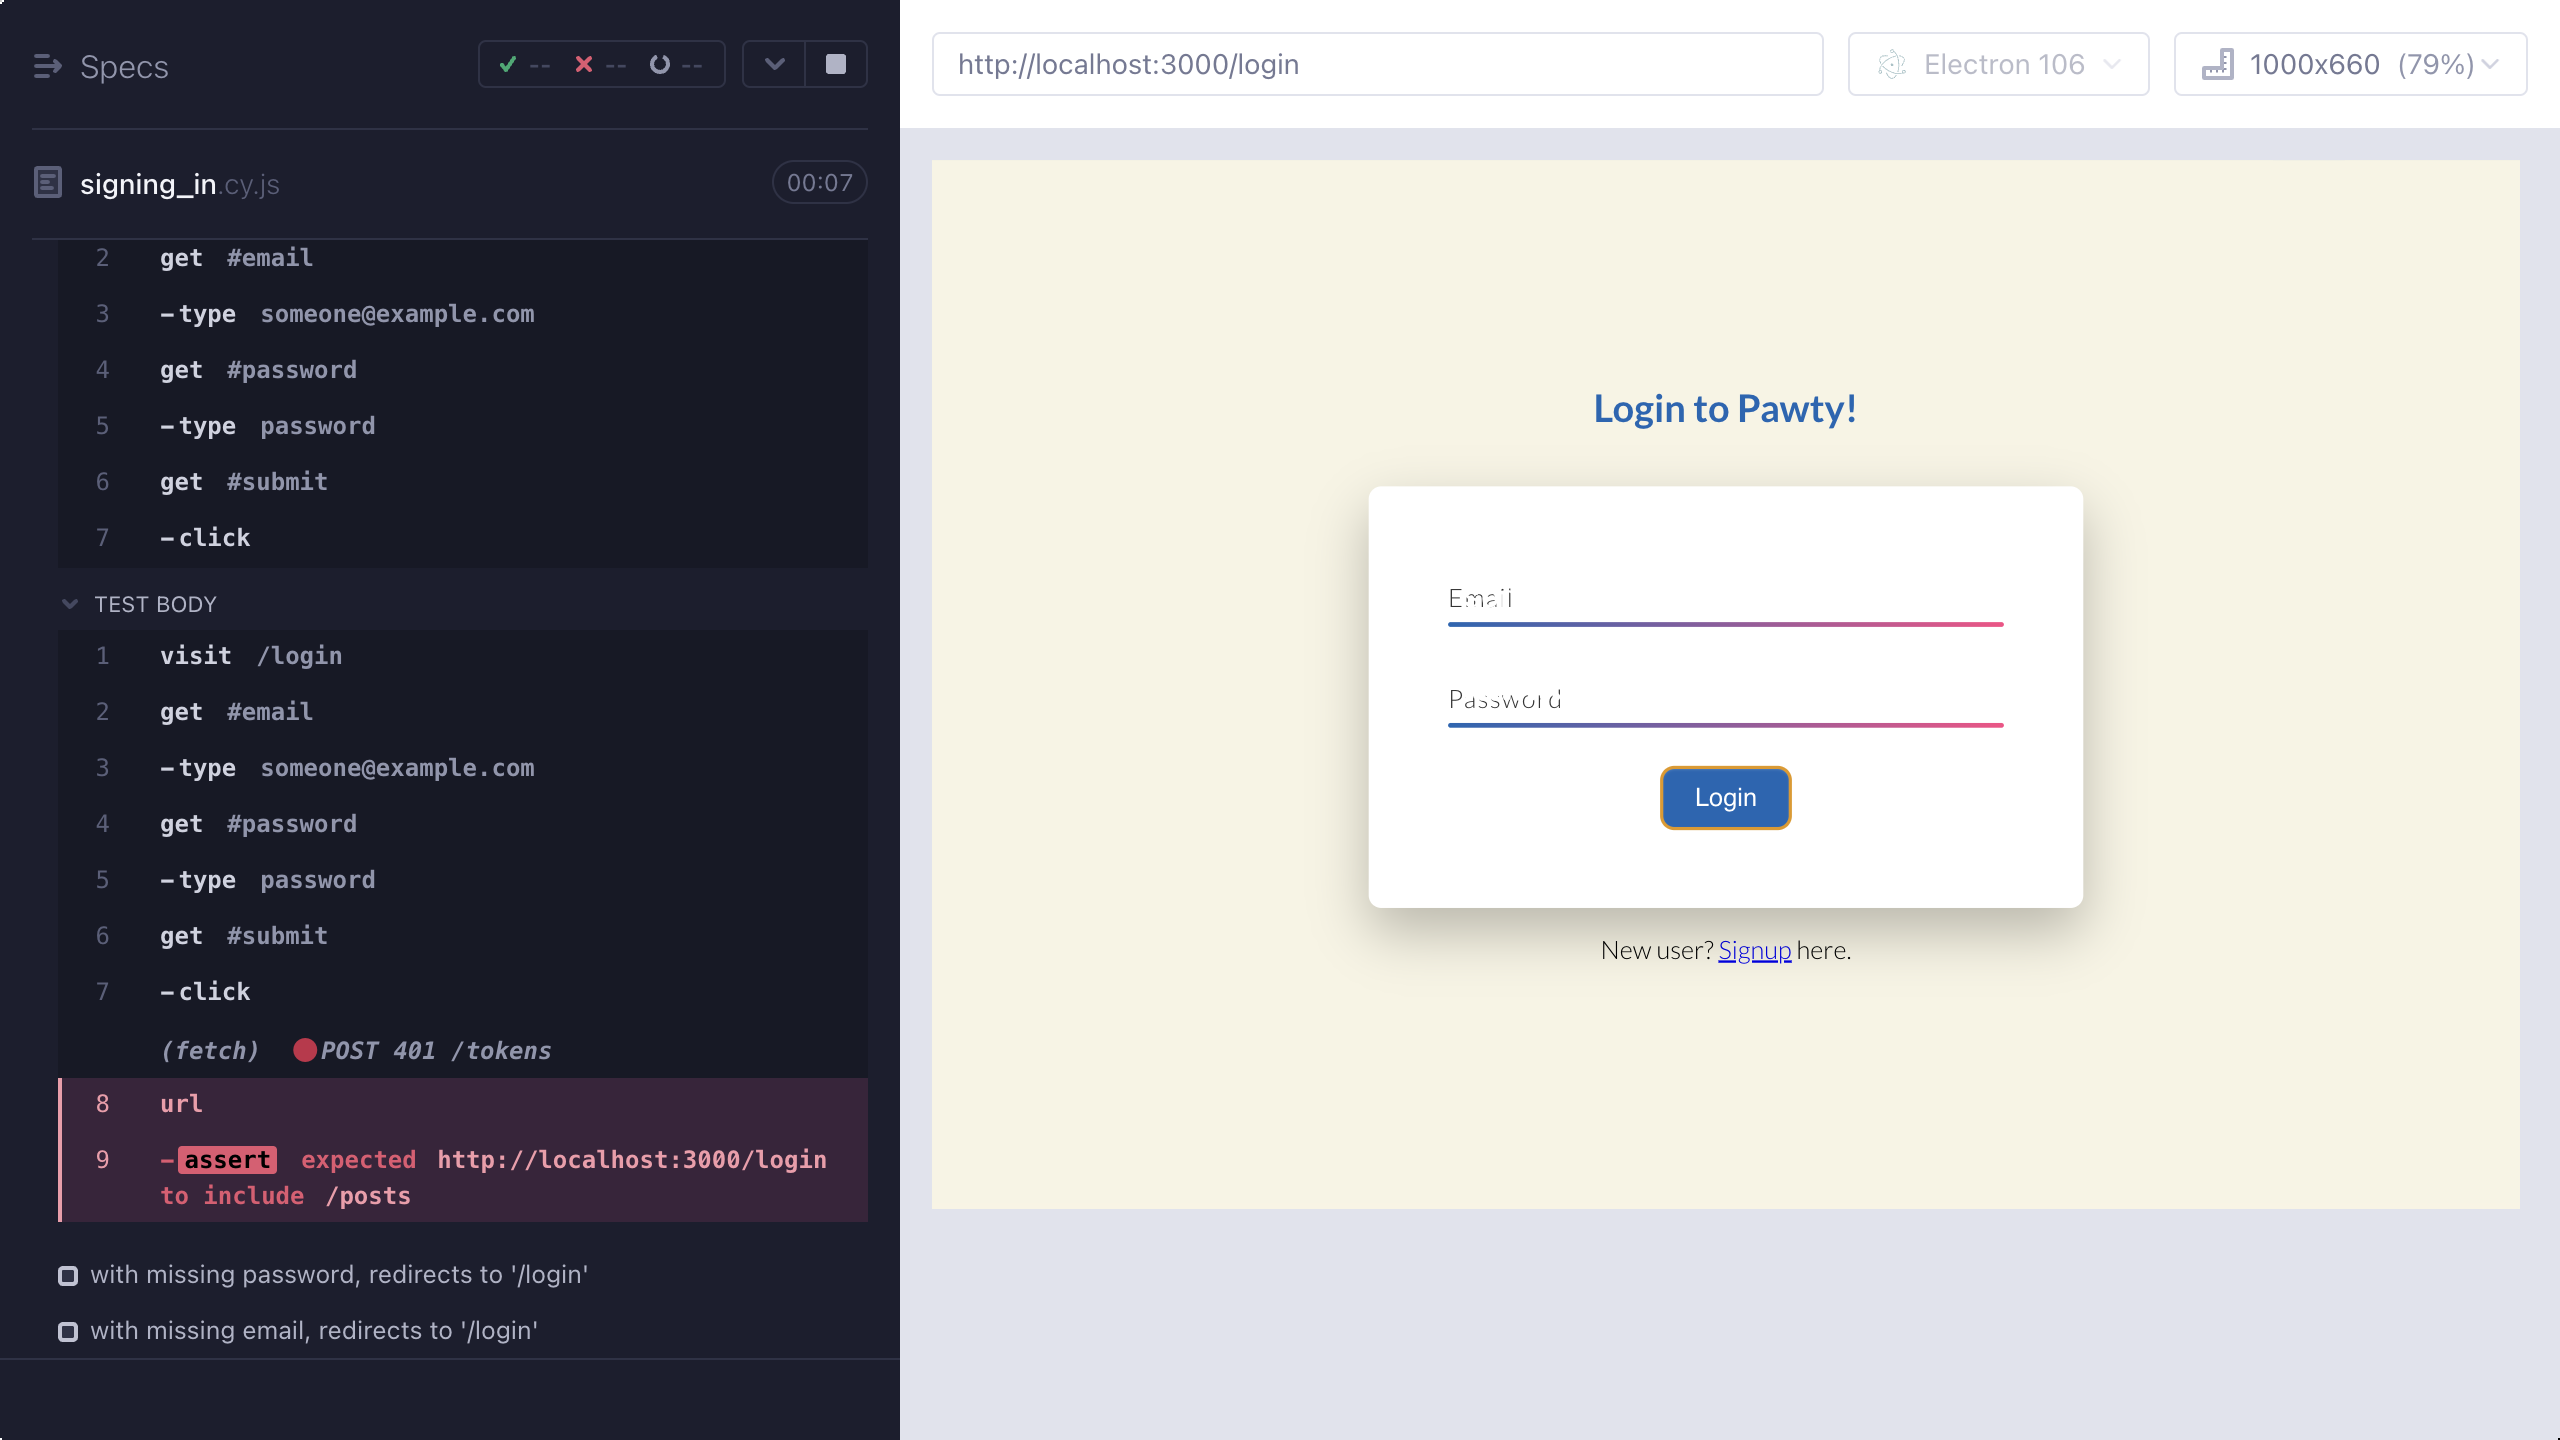 Specs
-- -- --
signing_in.cy.js
00:07
2 get #email
3 -type someone@example.com
4 get #password
5 -type password
6 get #submit
7 -click
TEST BODY
1 visit /login
2 get #email
3 -type someone@example.com
4 get #password
5 -type password
6 get #submit
7 -click
(fetch) POST 401 /tokens
8 url
9 -assert expected http://localhost:3000/login
to include /posts
with missing password, redirects to '/login'
with missing email, redirects to '/login'
http://localhost:3000/login
Electron 106
1000x660 (79%)
Login to Pawty!
Email
Password
Login
New user? Signup here.